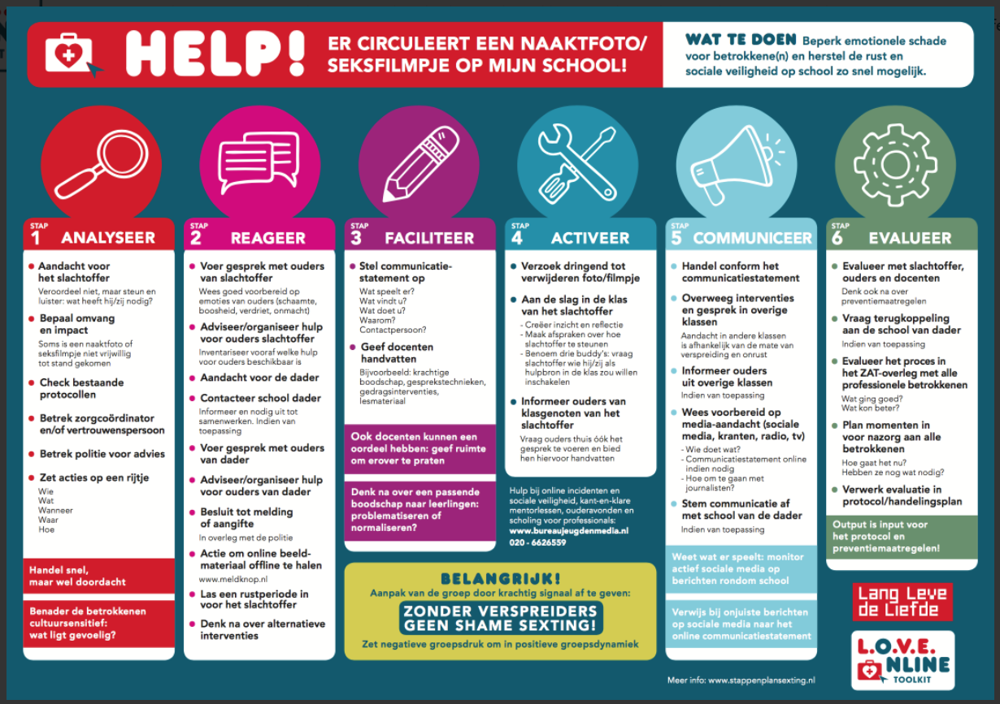 HELP!
ER CIRCULEERT EEN NAAKTFOTO/
SEKSFILMPJE OP MIJN SCHOOL!
WAT TE DOEN Beperk emotionele schade
voor betrokkene(n) en herstel de rust en
sociale veiligheid op school zo snel mogelijk.
STAP
1 ANALYSEER
Aandacht voor
het slachtoffer
Veroordeel niet, maar steun en
luister: wat heeft hij/zij nodig?
Bepaal omvang
en impact
Soms is een naaktfoto of
seksfilmpje niet vrijwillig
tot stand gekomen
Check bestaande
protocollen
Betrek zorgcoördinator
en/of vertrouwenspersoon
Betrek politie voor advies
Zet acties op een rijtje
Wie
Wat
Wanneer
Waar
Hoe
Handel snel,
maar wel doordacht
Benader de betrokkenen
cultuursensitief:
wat ligt gevoelig?
STAP
2 REAGEER
Voer gesprek met ouders
van slachtoffer
Wees goed voorbereid op
emoties van ouders (schaamte,
boosheid, verdriet, onmacht)
Adviseer/organiseer hulp
voor ouders slachtoffer
Inventariseer vooraf welke hulp
voor ouders beschikbaar is
Aandacht voor de dader
Contacteer school dader
Informeer en nodig uit tot
samenwerken. Indien van
toepassing
Voer gesprek met ouders
van dader
Adviseer/organiseer hulp
voor ouders van dader
Besluit tot melding
of aangifte
In overleg met de politie
Actie om online beeld-
materiaal offline te halen
www.meldknop.nl
Las een rustperiode in
voor het slachtoffer
Denk na over alternatieve
interventies
STAP
3 FACILITEER
Stel communicatie-
statement op
Wat speelt er?
Wat vindt u?
Wat doet u?
Waarom?
Contactpersoon?
Geef docenten
handvatten
Bijvoorbeeld: krachtige
boodschap, gesprekstechnieken,
gedragsinterventies,
lesmateriaal
Ook docenten kunnen een
oordeel hebben: geef ruimte
om erover te praten
Denk na over een passende
boodschap naar leerlingen:
problematiseren of
normaliseren?
STAP
4 ACTIVEER
Verzoek dringend tot
verwijderen foto/filmpje
Aan de slag in de klas
van het slachtoffer
- Creëer inzicht en reflectie
- Maak afspraken over hoe
slachtoffer te steunen
- Benoem drie buddy's: vraag
slachtoffer wie hij/zij als
hulpbron in de klas zou willen
inschakelen
Informeer ouders van
klasgenoten van het
slachtoffer
Vraag ouders thuis óók het
gesprek te voeren en bied
hen hiervoor handvatten
Hulp bij online incidenten en
sociale veiligheid, kant-en-klare
mentorlessen, ouderavonden en
scholing voor professionals:
www.bureaujeugdenmedia.nl
020 - 6626559
BELANGRIJK!
Aanpak van de groep door krachtig signaal af te geven:
ZONDER VERSPREIDERS
GEEN SHAME SEXTING!
Zet negatieve groepsdruk om in positieve groepsdynamiek
STAP
5 COMMUNICEER
Handel conform het
communicatiestatement
Overweeg interventies
en gesprek in overige
klassen
Aandacht in andere klassen
is afhankelijk van de mate van
verspreiding en onrust
Informeer ouders
uit overige klassen
Indien van toepassing
Wees voorbereid op
media-aandacht (sociale
media, kranten, radio, tv)
- Wie doet wat?
- Communicatiestatement online
indien nodig
- Hoe om te gaan met
journalisten?
Stem communicatie af
met school van de dader
Indien van toepassing
Weet wat er speelt: monitor
actief sociale media op
berichten rondom school
Verwijs bij onjuiste berichten
op sociale media naar het
online communicatiestatement
Meer info: www.stappenplansexting.nl
STAP
6 EVALUEER
Evalueer met slachtoffer,
ouders en docenten
Denk ook na over
preventiemaatregelen
Vraag terugkoppeling
aan de school van dader
Indien van toepassing
Evalueer het proces in
het ZAT-overleg met alle
professionele betrokkenen
Wat ging goed?
Wat kon beter?
Plan momenten in
voor nazorg aan alle
betrokkenen
Hoe gaat het nu?
Hebben ze nog wat nodig?
Verwerk evaluatie in
protocol/handelingsplan
Output is input voor
het protocol en
preventiemaatregelen!
Lang Leve
de Liefde
L.O.V.E.
NLINE
TOOLKIT